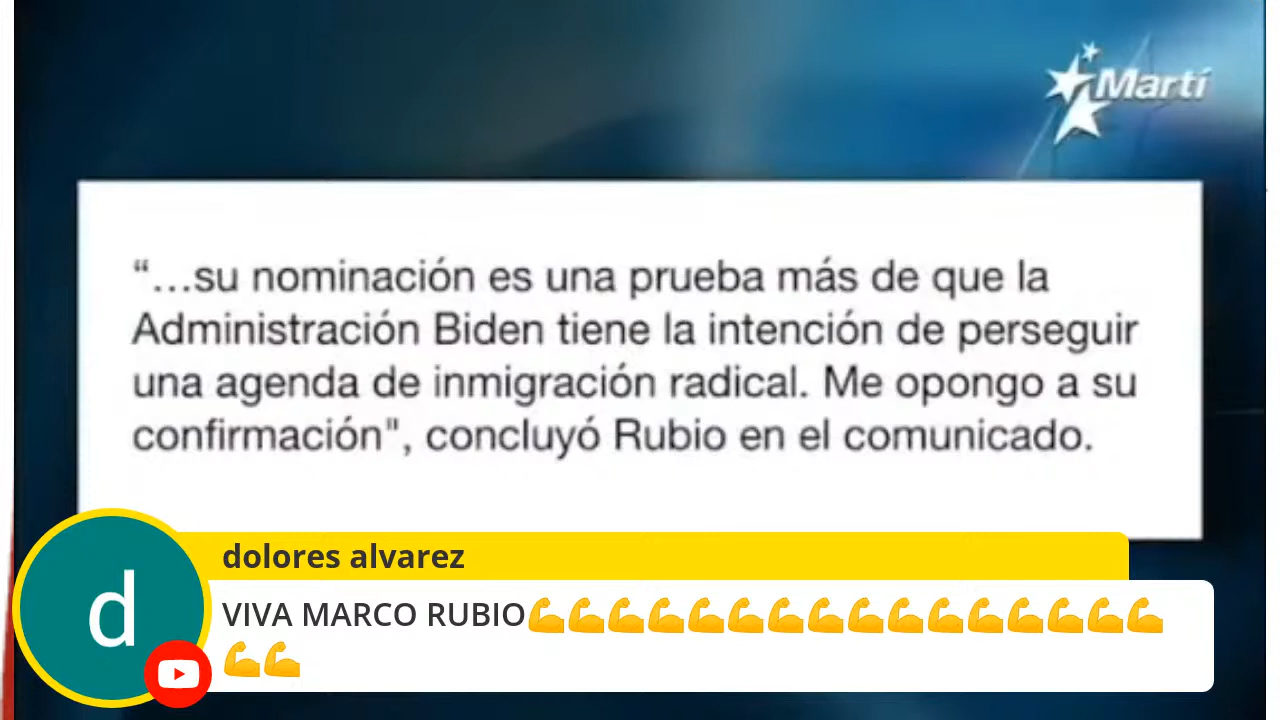 Martí
“...su nominación es una prueba más de que la
Administración Biden tiene la intención de perseguir
una agenda de inmigración radical. Me opongo a su
confirmación", concluyó Rubio en el comunicado.
d
dolores alvarez
VIVA MARCO RUBIO💪💪💪💪💪💪💪💪💪💪💪💪💪💪💪💪
💪💪